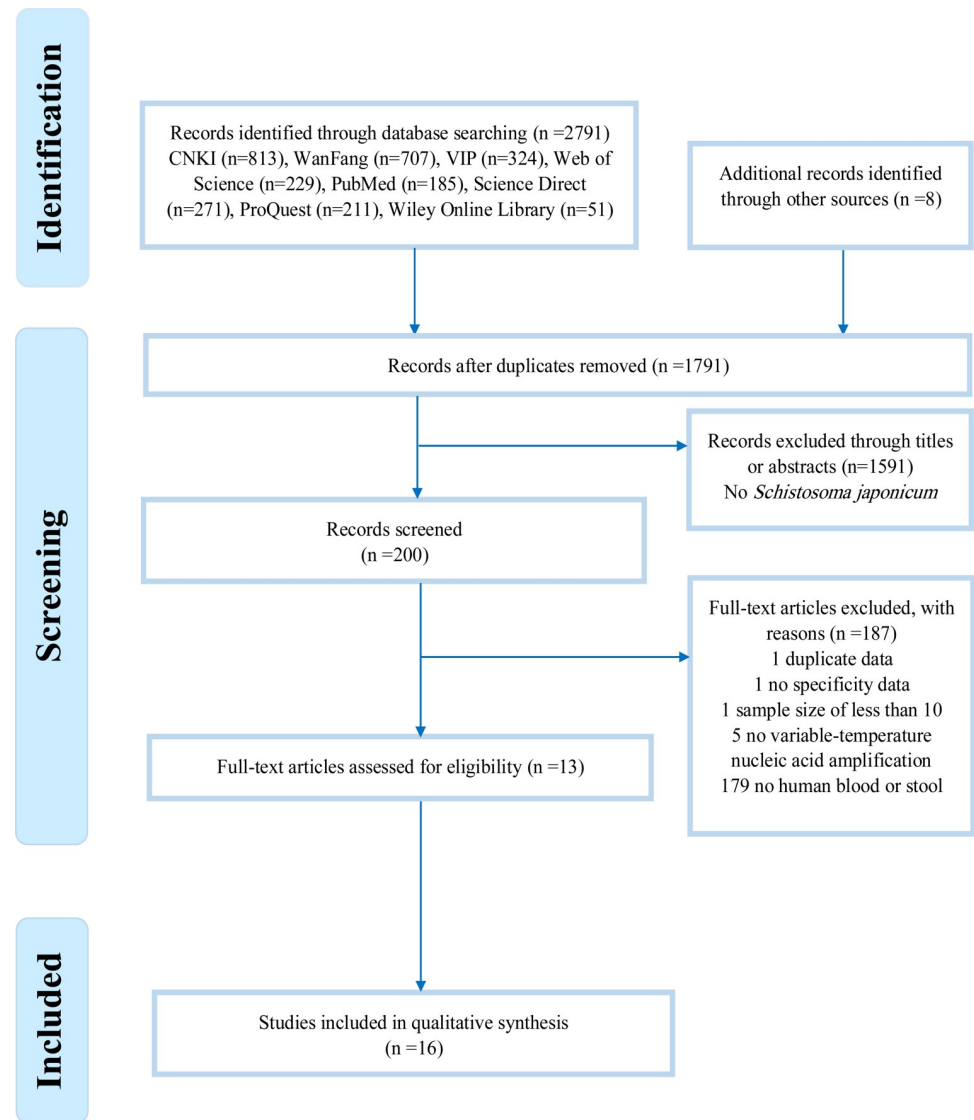 Identification
Records identified through database searching (n =2791)
CNKI (n=813), WanFang (n=707), VIP (n=324), Web of
Science (n=229), PubMed (n=185), Science Direct
(n=271), ProQuest (n=211), Wiley Online Library (n=51)
Additional records identified
through other sources (n =8)
Screening
Records after duplicates removed (n =1791)
Records excluded through titles
or abstracts (n=1591)
No Schistosoma japonicum
Records screened
(n =200)
Full-text articles excluded, with
reasons (n =187)
1 duplicate data
1 no specificity data
1 sample size of less than 10
5 no variable-temperature
nucleic acid amplification
179 no human blood or stool
Full-text articles assessed for eligibility (n =13)
Included
Studies included in qualitative synthesis
(n =16)